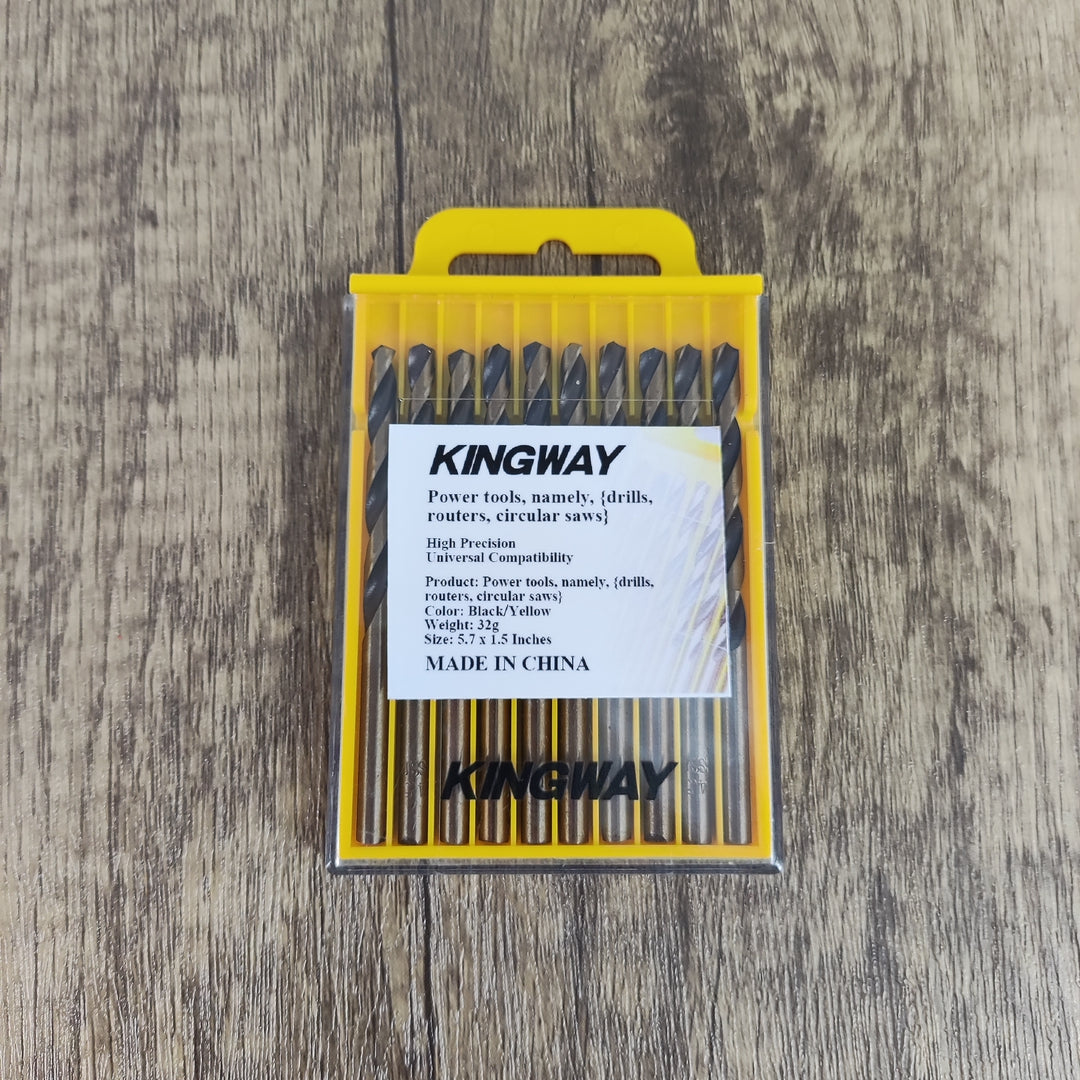 KINGWAY
Power tools, namely, {drills,
routers, circular saws}
High Precision
Universal Compatibility
Product: Power tools, namely, {drills,
routers, circular saws}
Color: Black/Yellow
Weight: 32g
Size: 5.7 x 1.5 Inches
MADE IN CHINA
KINGWAY